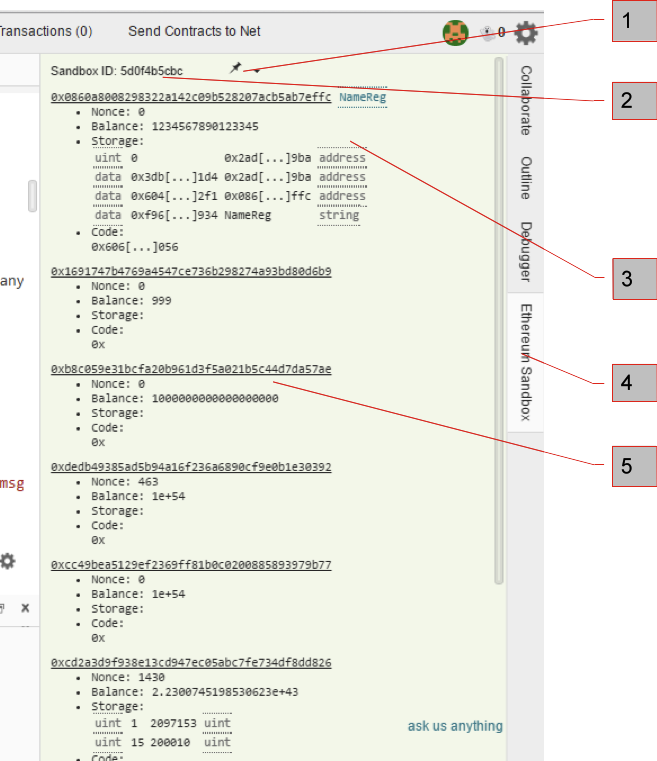 Transactions (0) Send Contracts to Net 0
1
Sandbox ID: 5d0f4b5cbc
2
0x0860a8008298322a142c09b528207acb5ab7effc NameReg
Nonce: 0
Balance: 1234567890123345
Storage:
uint 0 0x2ad[...]9ba address
data 0x3db[...]1d4 0x2ad[...]9ba address
data 0x604[...]2f1 0x086[...]ffc address
data 0xf96[...]934 NameReg string
Code:
0x606[...]056
Collaborate
Outline
Debugger
Ethereum Sandbox
3
any
0x1691747b4769a4547ce736b298274a93bd80d6b9
Nonce: 0
Balance: 999
Storage:
Code:
0x
4
0xb8c059e31bcfa20b961d3f5a021b5c44d7da57ae
Nonce: 0
Balance: 1000000000000000000
Storage:
Code:
0x
5
0xdedb49385ad5b94a16f236a6890cf9e0b1e30392
msg
Nonce: 463
Balance: 1e+54
Storage:
Code:
0x
0xcc49bea5129ef2369ff81b0c0200885893979b77
Nonce: 0
Balance: 1e+54
Storage:
Code:
0x
0xcd2a3d9f938e13cd947ec05abc7fe734df8dd826
Nonce: 1430
Balance: 2.2300745198530623e+43
Storage:
uint 1 2097153 uint
ask us anything
uint 15 200010 uint
Code: